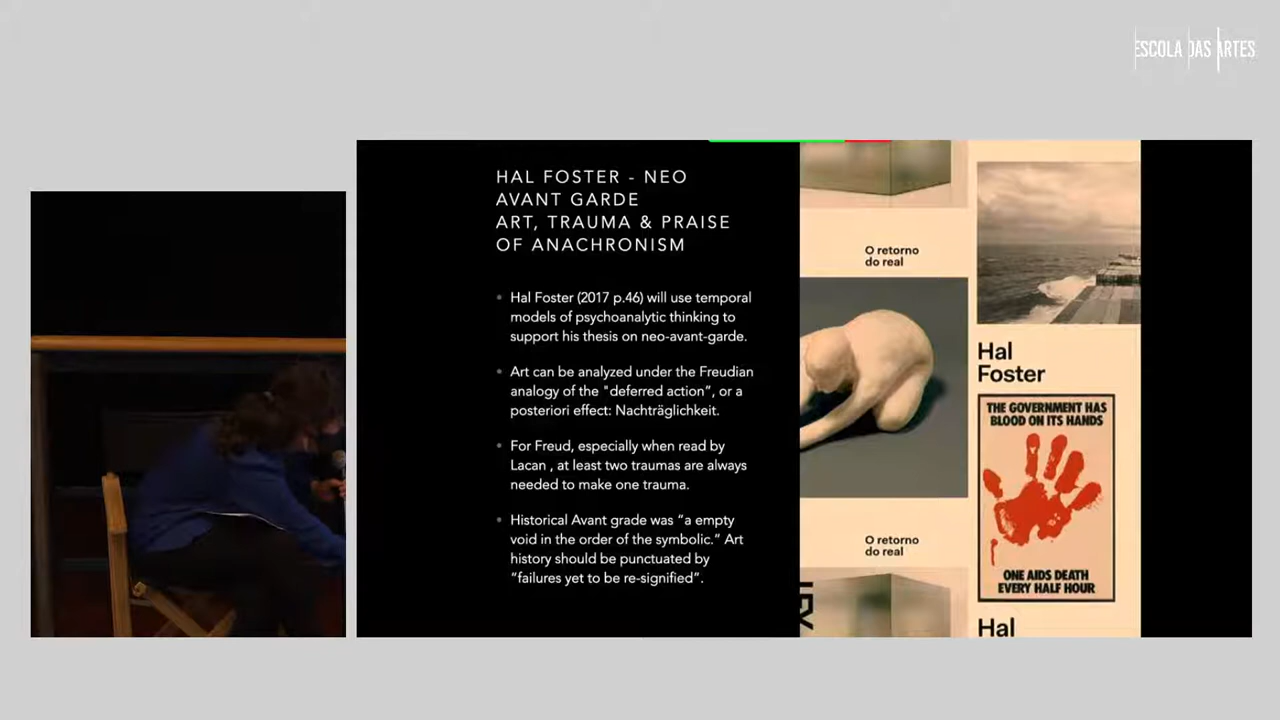 ESCOLA DAS ARTES
HAL FOSTER - NEO
AVANT GARDE
ART, TRAUMA & PRAISE
OF ANACHRONISM
Hal Foster (2017 p.46) will use temporal
models of psychoanalytic thinking to
support his thesis on neo-avant-garde.
Art can be analyzed under the Freudian
analogy of the "deferred action”, or a
posteriori effect: Nachträglichkeit.
For Freud, especially when read by
Lacan , at least two traumas are always
needed to make one trauma.
Historical Avant grade was “a empty
void in the order of the symbolic.” Art
history should be punctuated by
“failures yet to be re-signified”.
O retorno
do real
O retorno
do real
Hal
Foster
THE GOVERNMENT HAS
BLOOD ON ITS HANDS
ONE AIDS DEATH
EVERY HALF HOUR
Hal